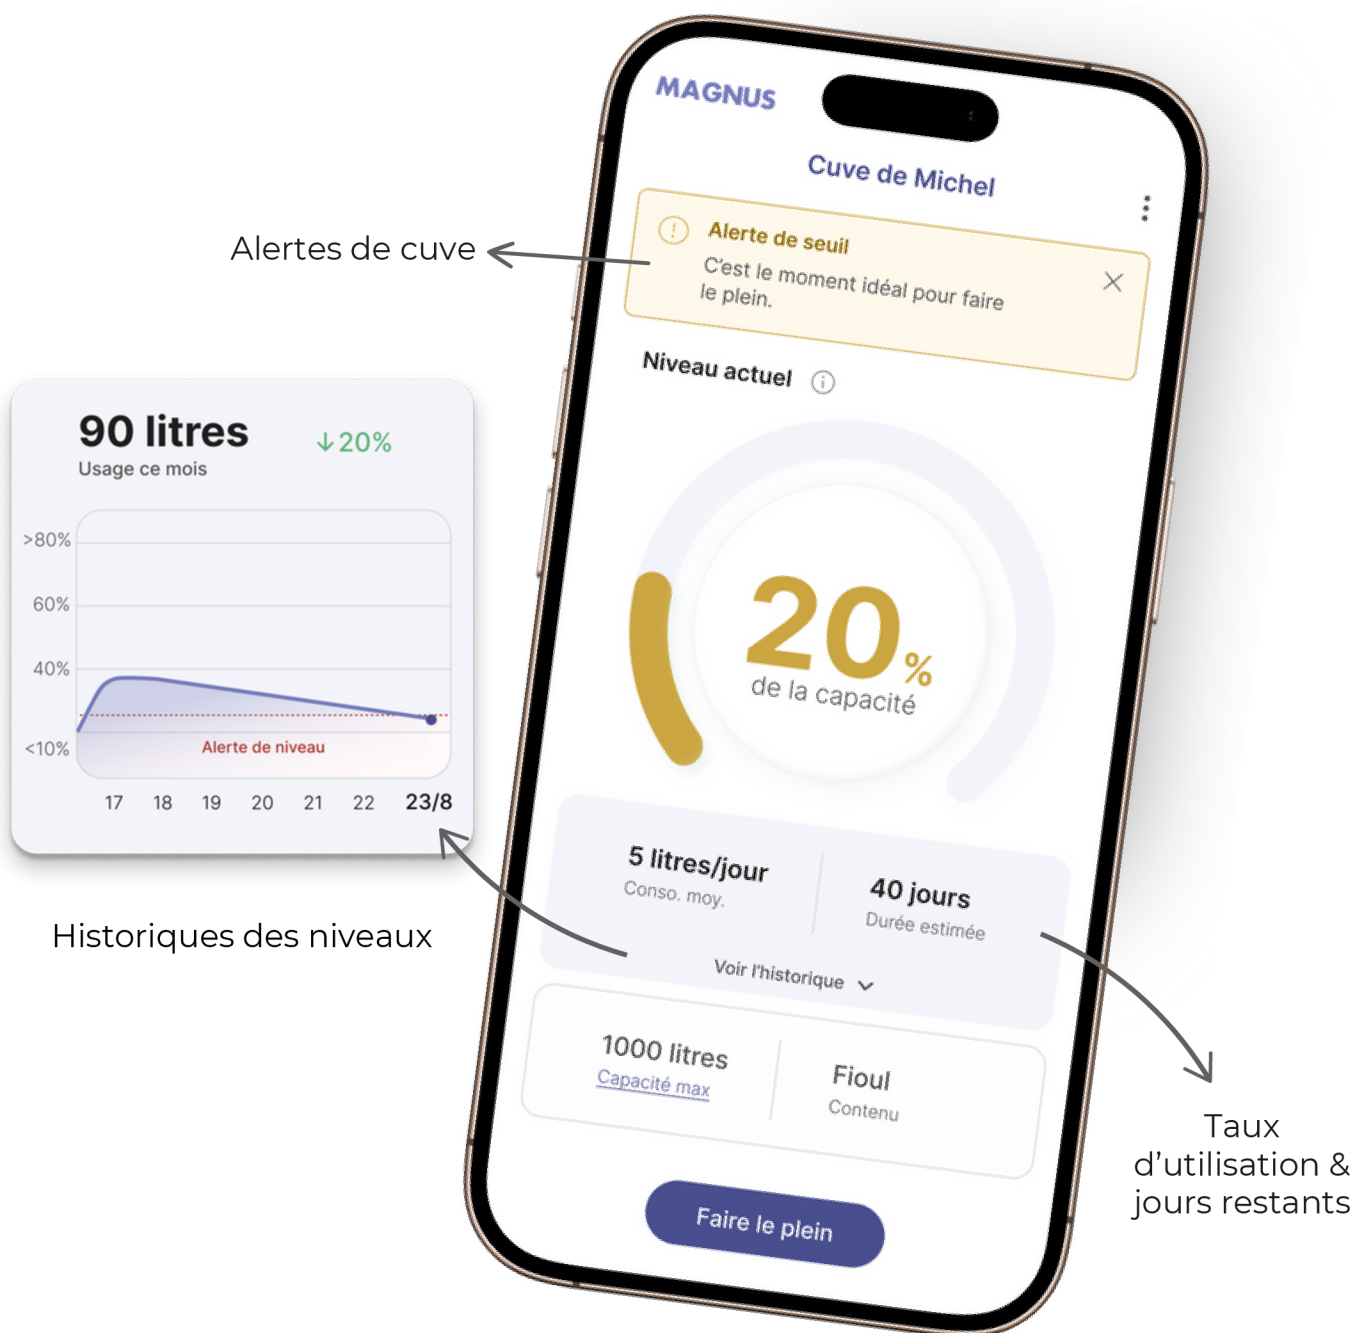 MAGNUS
Cuve de Michel
Alerte de seuil
C'est le moment idéal pour faire
le plein.
Alertes de cuve
Niveau actuel
20%
de la capacité
90 litres
↓20%
Usage ce mois
>80%
60%
40%
<10%
Alerte de niveau
17 18 19 20 21 22 23/8
Historiques des niveaux
5 litres/jour
Conso. moy.
40 jours
Durée estimée
Voir l'historique
1000 litres
Capacité max
Fioul
Contenu
Faire le plein
Taux
d'utilisation &
jours restants